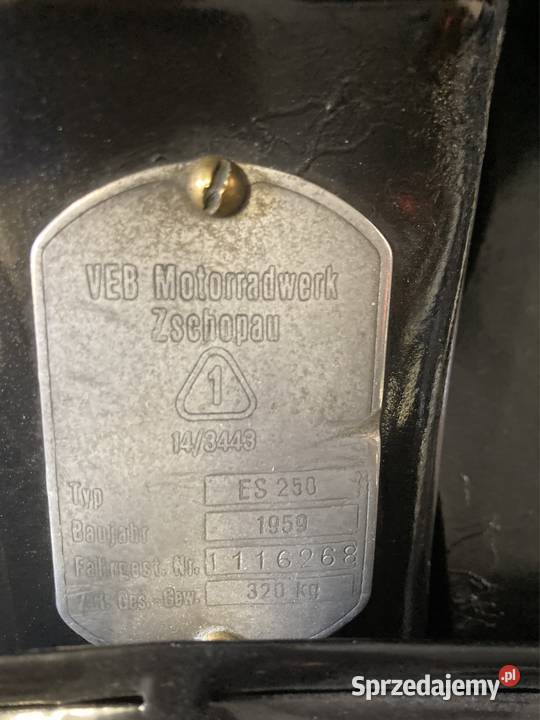 VEB Motorradwerk
Zschopau
1
14/3443
Typ ES 250
Baujahr 1959
Fahrgest. Nr. 1116268
Zul. Ges.-Gew. 320 kg
Sprzedajemy.pl